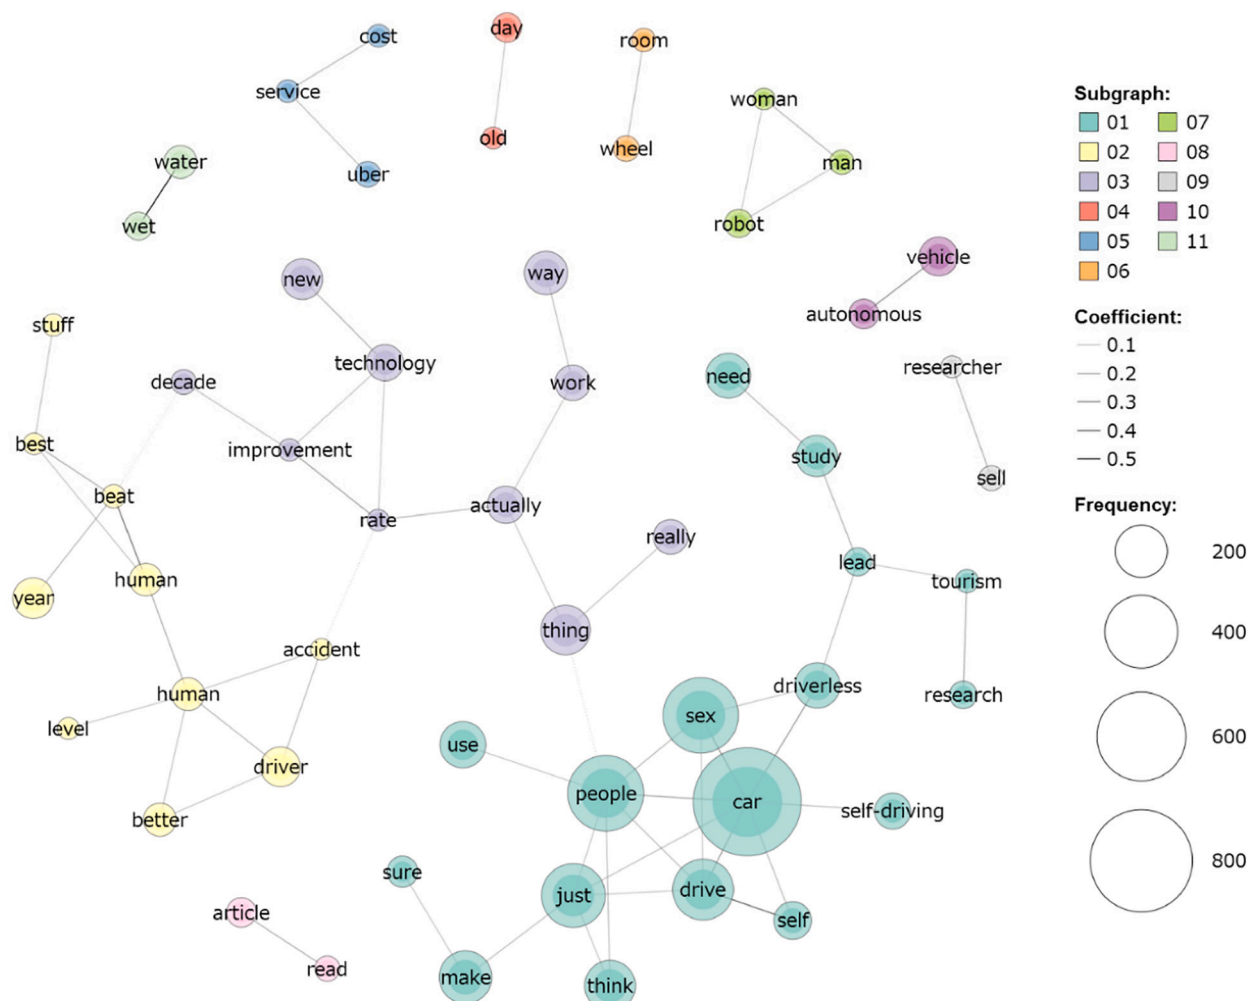 cost
day
room
service
woman
old
wheel
man
water
uber
wet
robot
new
way
vehicle
autonomous
stuff
technology
researcher
decade
work
need
best
improvement
study
sell
beat
actually
rate
really
human
lead
tourism
year
thing
accident
human
driverless
research
level
sex
use
driver
people
car
self-driving
better
sure
just
drive
article
self
read
make
think
Subgraph:
01 07
02 08
03 09
04 10
05 11
06
Coefficient:
0.1
0.2
0.3
0.4
0.5
Frequency:
200
400
600
800